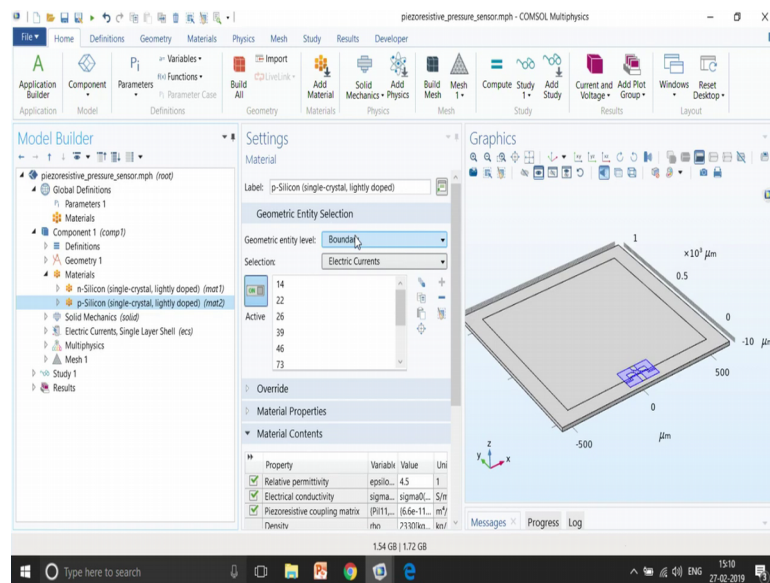 piezoresistive_pressure_sensor.mph - COMSOL Multiphysics
File Home Definitions Geometry Materials Physics Mesh Study Results Developer
Application Builder
Component 1
Pi
Parameters 1
a= Variables
f(x) Functions
Pi Parameter Case
Build All
Import
LiveLink
Add Material
Solid Mechanics
Add Physics
Build Mesh
Mesh 1
Compute
Study 1
Add Study
Current and Voltage
Add Plot Group
Windows
Reset Desktop
Application Model Definitions Geometry Materials Physics Mesh Study Results Layout
Model Builder
piezoresistive_pressure_sensor.mph (root)
Global Definitions
Pi Parameters 1
Materials
Component 1 (comp1)
Definitions
Geometry 1
Materials
n-Silicon (single-crystal, lightly doped) (mat1)
p-Silicon (single-crystal, lightly doped) (mat2)
Solid Mechanics (solid)
Electric Currents, Single Layer Shell (ecs)
Multiphysics
Mesh 1
Study 1
Results
Settings
Material
Label: p-Silicon (single-crystal, lightly doped)
Geometric Entity Selection
Geometric entity level: Boundary
Selection: Electric Currents
Active
14
22
26
39
46
73
Override
Material Properties
Material Contents
Property Variable Value Uni
Relative permittivity epsilo... 4.5 1
Electrical conductivity sigma... sigma0(... S/m
Piezoresistive coupling matrix {Pil11,... {6.6e-11... m⁴/
Density rho 2330[kg... kg/
Graphics
1
×10³ μm
0.5
0
-10 μm
500
0
μm
-500
z
y
x
Messages Progress Log
1.54 GB | 1.72 GB
Type here to search
ENG
15:10
27-02-2019